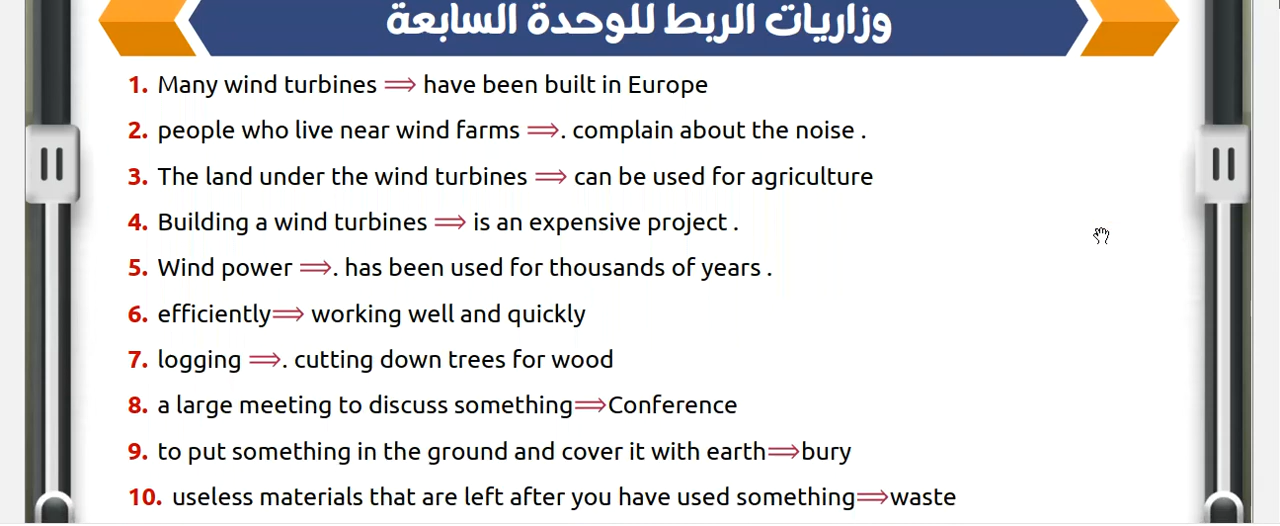 وزاريات الربط للوحدة السابعة
1. Many wind turbines ⟹ have been built in Europe
2. people who live near wind farms ⟹. complain about the noise .
3. The land under the wind turbines ⟹ can be used for agriculture
4. Building a wind turbines ⟹ is an expensive project .
5. Wind power ⟹. has been used for thousands of years .
6. efficiently⟹ working well and quickly
7. logging ⟹. cutting down trees for wood
8. a large meeting to discuss something⟹Conference
9. to put something in the ground and cover it with earth⟹bury
10. useless materials that are left after you have used something⟹waste